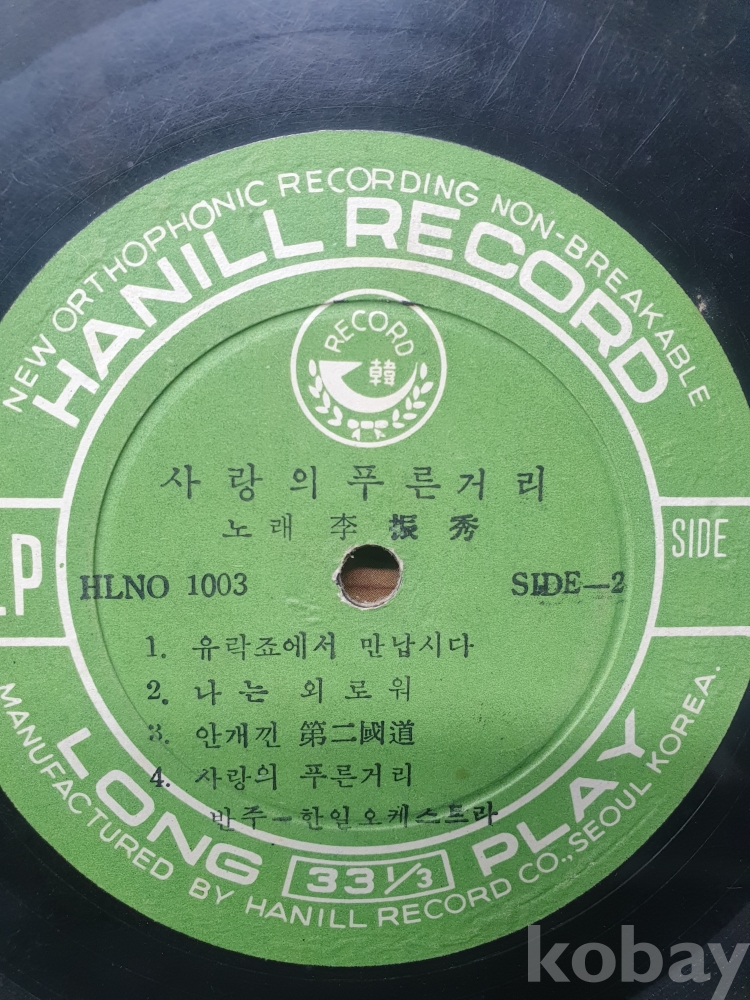 NEW ORTHOPHONIC RECORDING NON-BREAKABLE
HANILL RECORD
RECORD
韓
사랑의 푸른거리
노래 李 振 秀
LP
SIDE
HLNO 1003
SIDE-2
1. 유락죠에서 만납시다
2. 나는 외로워
3. 안개낀 第二國道
4. 사랑의 푸른거리
반주-한일오케스트라
LONG 33 1/3 PLAY
MANUFACTURED BY HANILL RECORD CO., SEOUL KOREA.
kobay